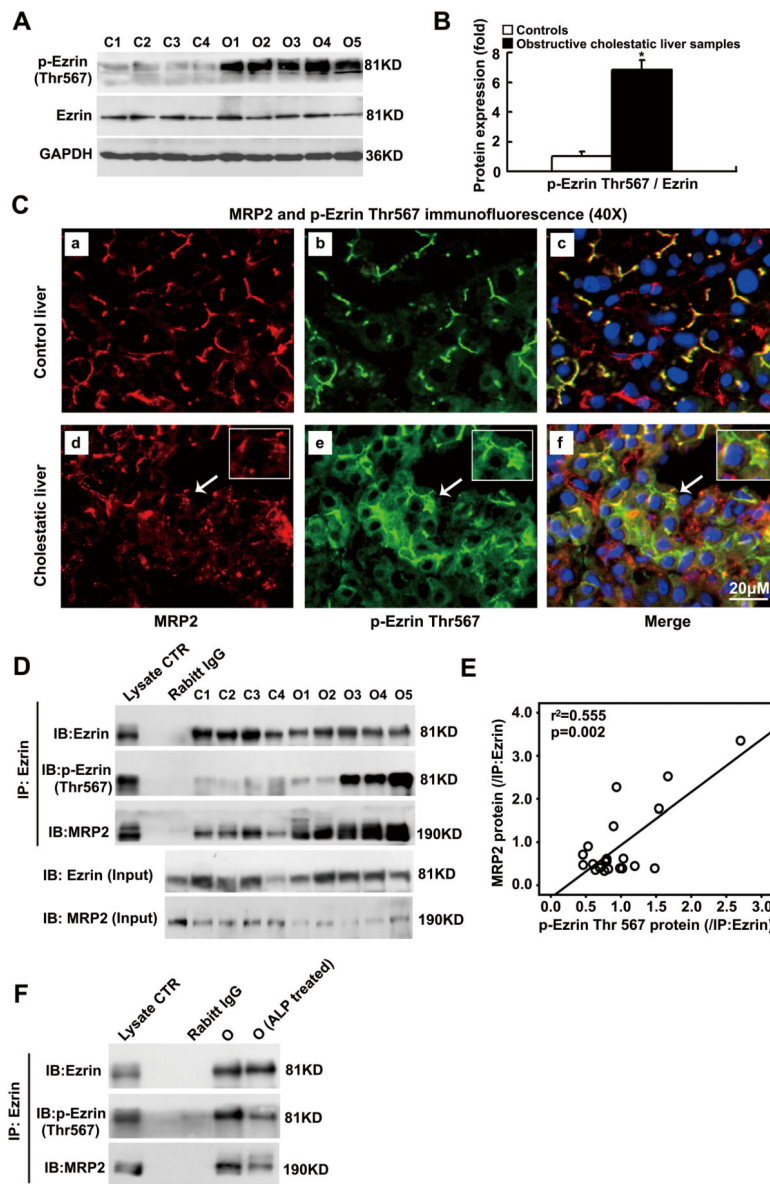 A
C1 C2 C3 C4 O1 O2 O3 O4 O5
p-Ezrin
(Thr567)
81KD
Ezrin
81KD
GAPDH
36KD
B
Controls
Obstructive cholestatic liver samples
Protein expression (fold)
8
6
4
2
0
*
p-Ezrin Thr567 / Ezrin
C
MRP2 and p-Ezrin Thr567 immunofluorescence (40X)
Control liver
a
b
c
Cholestatic liver
d
e
f
20μM
MRP2
p-Ezrin Thr567
Merge
D
Lysate CTR
Rabitt IgG
C1 C2 C3 C4 O1 O2 O3 O4 O5
IP: Ezrin
IB:Ezrin
81KD
IB:p-Ezrin
(Thr567)
81KD
IB:MRP2
190KD
IB: Ezrin (Input)
81KD
IB: MRP2 (Input)
190KD
E
r²=0.555
p=0.002
MRP2 protein (/IP:Ezrin)
4.0
3.0
2.0
1.0
0.0
0.0 0.5 1.0 1.5 2.0 2.5 3.0
p-Ezrin Thr 567 protein (/IP:Ezrin)
F
Lysate CTR
Rabitt IgG
O
O (ALP treated)
IP: Ezrin
IB:Ezrin
81KD
IB:p-Ezrin
(Thr567)
81KD
IB:MRP2
190KD